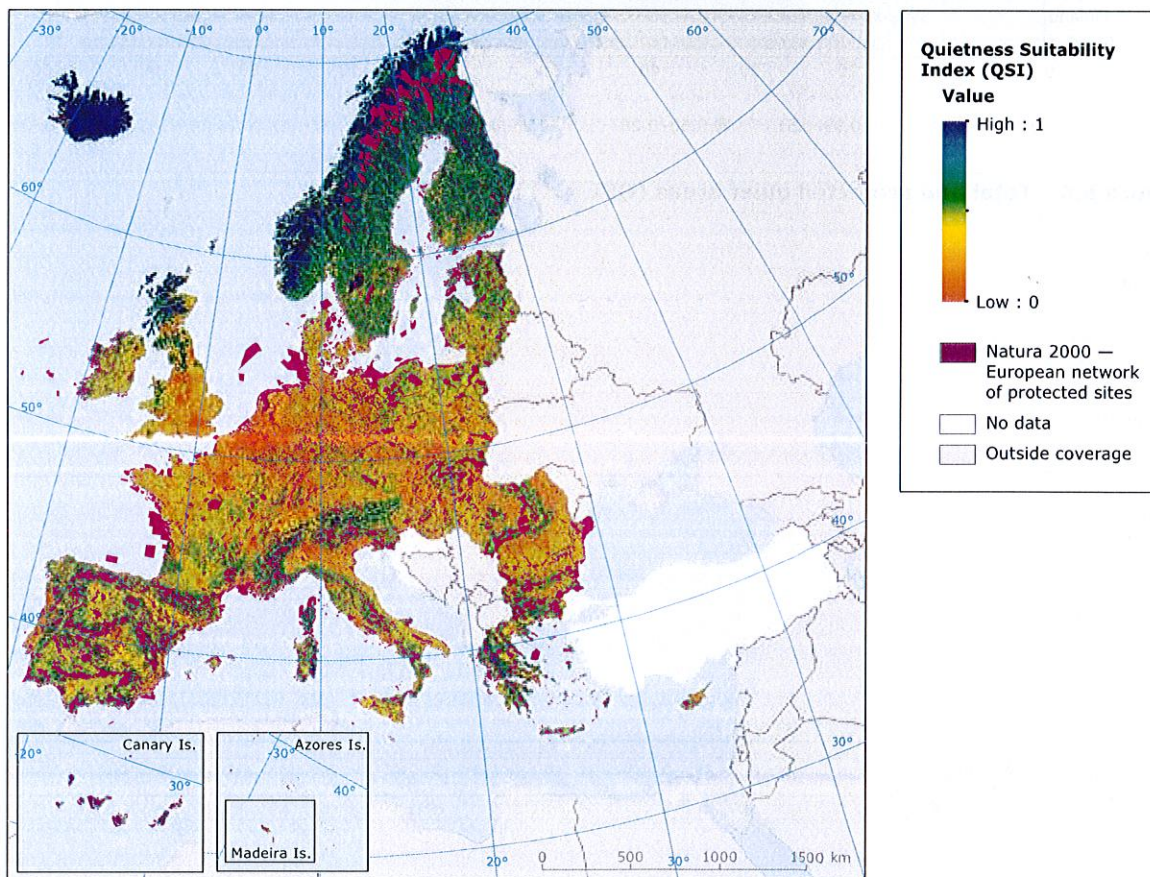 -30°
-20°
-10°
0°
10°
20°
30°
40°
50°
60°
70°
60°
50°
40°
50°
40°
30°
20°
30°
Canary Is.
-20°
30°
Azores Is.
-30°
40°
Madeira Is.
0 500 1000 1500 km
Quietness Suitability
Index (QSI)
Value
High : 1
Low : 0
Natura 2000 —
European network
of protected sites
No data
Outside coverage